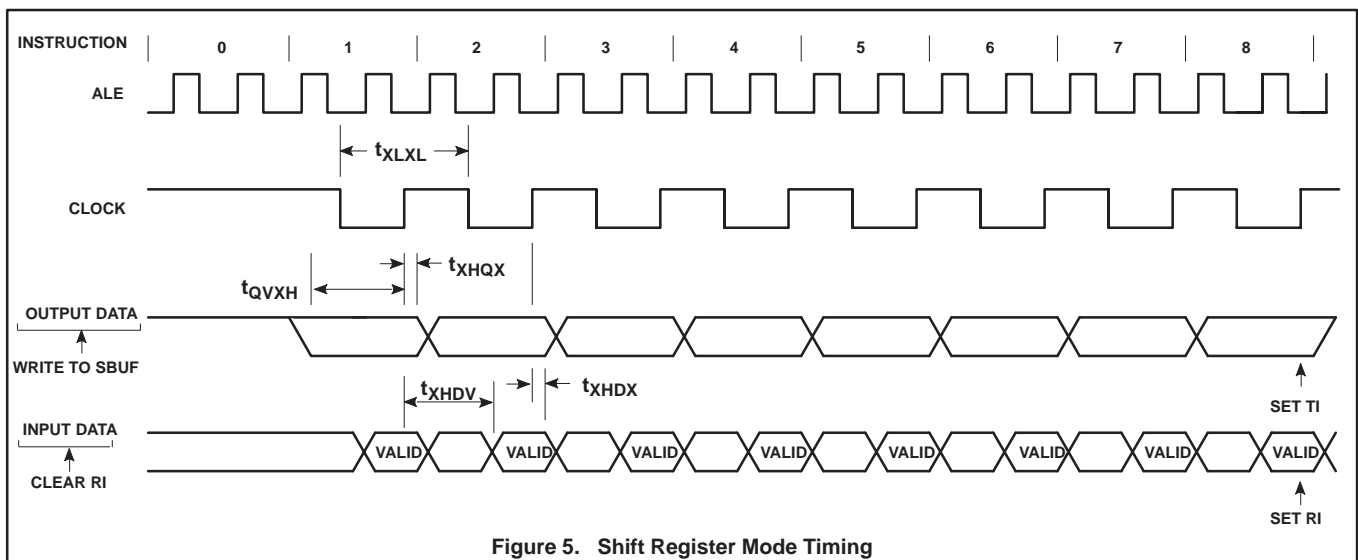 INSTRUCTION 0 1 2 3 4 5 6 7 8
ALE
tXLXL
CLOCK
tXHQX
tQVXH
OUTPUT DATA
WRITE TO SBUF
tXHDV
tXHDX
SET TI
INPUT DATA
VALID VALID VALID VALID VALID VALID VALID VALID
CLEAR RI
SET RI
Figure 5. Shift Register Mode Timing